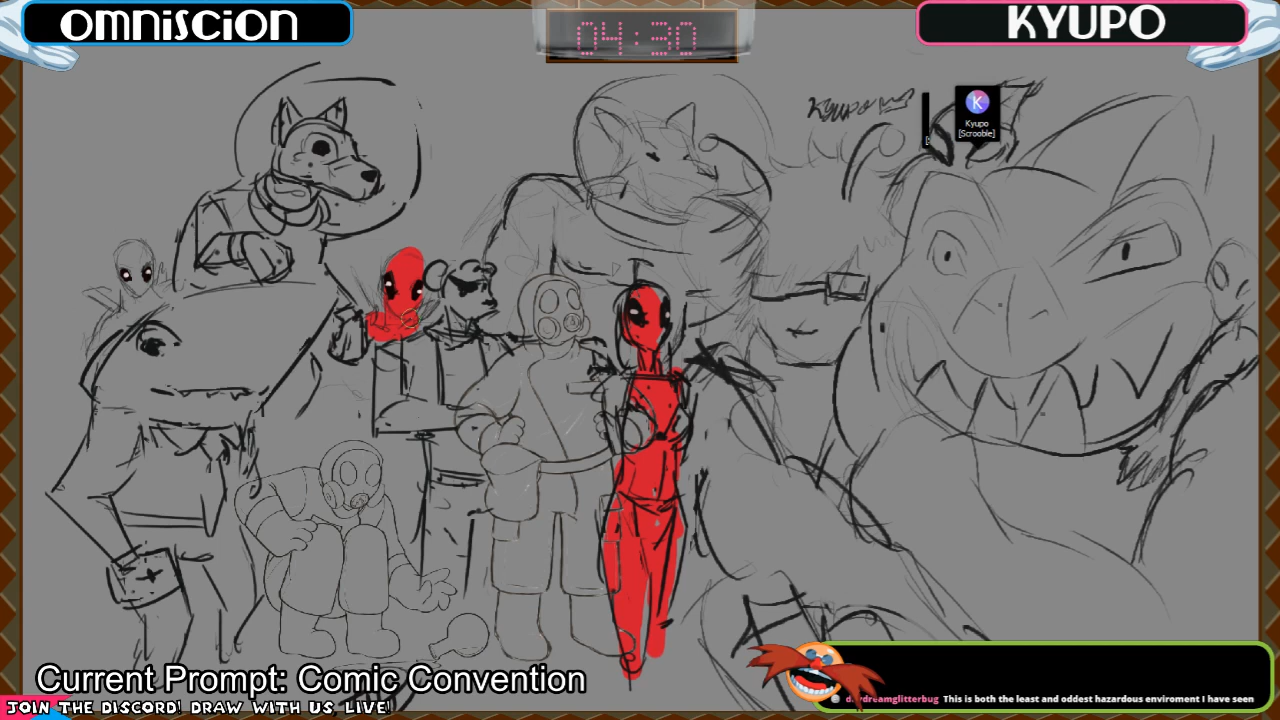 OMNISCION
04:30
KYUPO
Kyupo
K
Kyupo
[Scrooble]
Current Prompt: Comic Convention
JOIN THE DISCORD! DRAW WITH US, LIVE!
daydreamglitterbug This is both the least and oddest hazardous enviroment I have seen